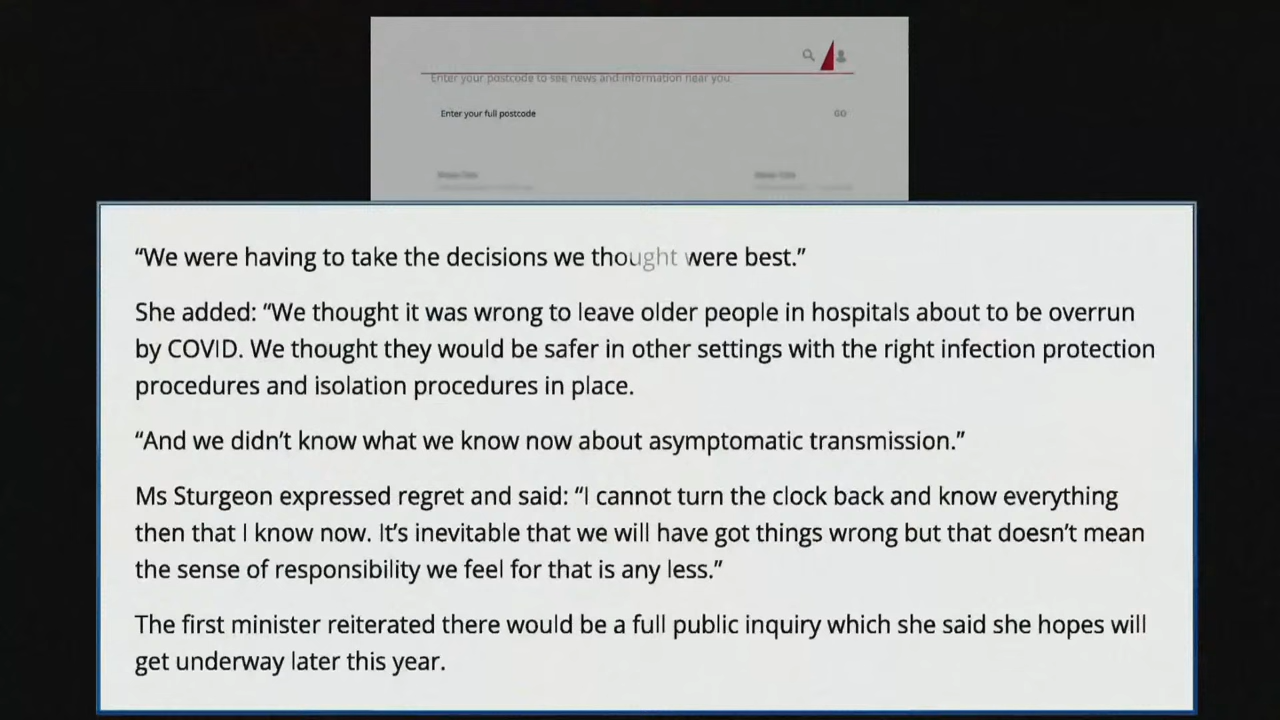 Enter your postcode to see news and information near you.
Enter your full postcode
GO
“We were having to take the decisions we thought were best.”
She added: “We thought it was wrong to leave older people in hospitals about to be overrun
by COVID. We thought they would be safer in other settings with the right infection protection
procedures and isolation procedures in place.
“And we didn’t know what we know now about asymptomatic transmission.”
Ms Sturgeon expressed regret and said: “I cannot turn the clock back and know everything
then that I know now. It’s inevitable that we will have got things wrong but that doesn’t mean
the sense of responsibility we feel for that is any less.”
The first minister reiterated there would be a full public inquiry which she said she hopes will
get underway later this year.